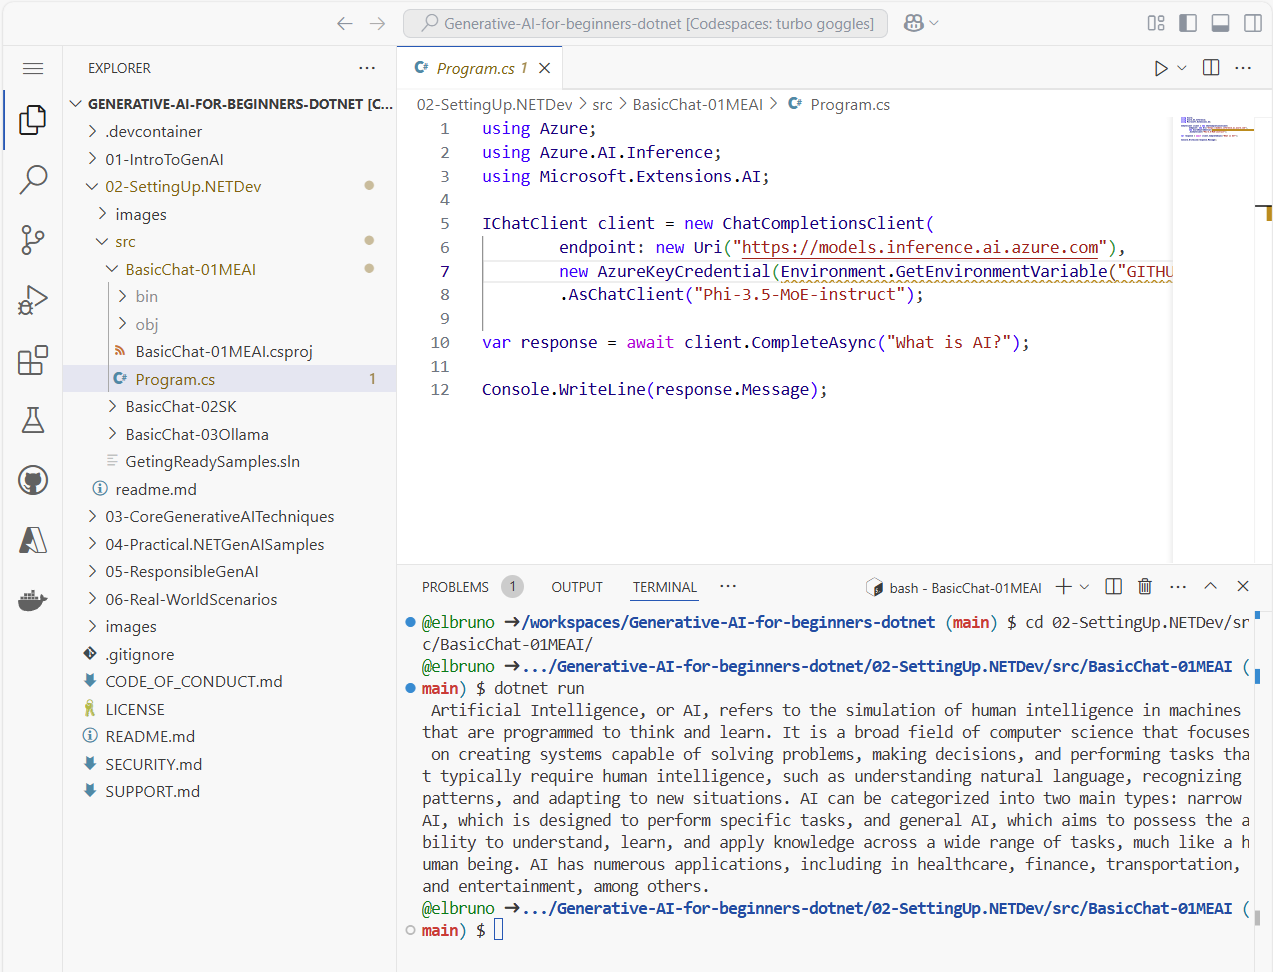 Generative-AI-for-beginners-dotnet [Codespaces: turbo goggles]
EXPLORER
GENERATIVE-AI-FOR-BEGINNERS-DOTNET [C...
.devcontainer
01-IntroToGenAI
02-SettingUp.NETDev
images
src
BasicChat-01MEAI
bin
obj
BasicChat-01MEAI.csproj
Program.cs 1
BasicChat-02SK
BasicChat-03Ollama
GetingReadySamples.sln
readme.md
03-CoreGenerativeAITechniques
04-Practical.NETGenAISamples
05-ResponsibleGenAI
06-Real-WorldScenarios
images
.gitignore
CODE_OF_CONDUCT.md
LICENSE
README.md
SECURITY.md
SUPPORT.md
C# Program.cs 1
02-SettingUp.NETDev > src > BasicChat-01MEAI > C# Program.cs
1 using Azure;
2 using Azure.AI.Inference;
3 using Microsoft.Extensions.AI;
4
5 IChatClient client = new ChatCompletionsClient(
6 endpoint: new Uri("https://models.inference.ai.azure.com"),
7 new AzureKeyCredential(Environment.GetEnvironmentVariable("GITHU
8 .AsChatClient("Phi-3.5-MoE-instruct");
9
10 var response = await client.CompleteAsync("What is AI?");
11
12 Console.WriteLine(response.Message);
PROBLEMS 1 OUTPUT TERMINAL ... bash - BasicChat-01MEAI
@elbruno →/workspaces/Generative-AI-for-beginners-dotnet (main) $ cd 02-SettingUp.NETDev/sr
c/BasicChat-01MEAI/
@elbruno →.../Generative-AI-for-beginners-dotnet/02-SettingUp.NETDev/src/BasicChat-01MEAI (
main) $ dotnet run
Artificial Intelligence, or AI, refers to the simulation of human intelligence in machines
that are programmed to think and learn. It is a broad field of computer science that focuses
on creating systems capable of solving problems, making decisions, and performing tasks tha
t typically require human intelligence, such as understanding natural language, recognizing
patterns, and adapting to new situations. AI can be categorized into two main types: narrow
AI, which is designed to perform specific tasks, and general AI, which aims to possess the a
bility to understand, learn, and apply knowledge across a wide range of tasks, much like a h
uman being. AI has numerous applications, including in healthcare, finance, transportation,
and entertainment, among others.
@elbruno →.../Generative-AI-for-beginners-dotnet/02-SettingUp.NETDev/src/BasicChat-01MEAI (
main) $